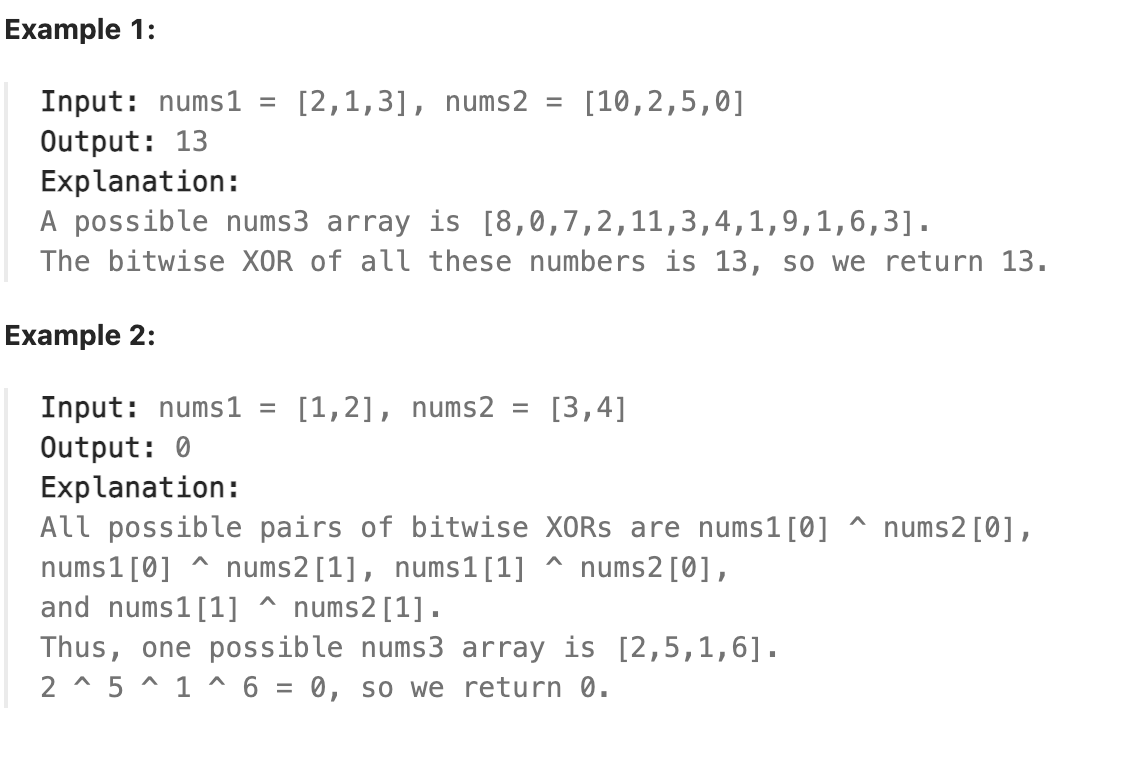 Example 1:
Input: nums1 = [2,1,3], nums2 = [10,2,5,0]
Output: 13
Explanation:
A possible nums3 array is [8,0,7,2,11,3,4,1,9,1,6,3].
The bitwise XOR of all these numbers is 13, so we return 13.
Example 2:
Input: nums1 = [1,2], nums2 = [3,4]
Output: 0
Explanation:
All possible pairs of bitwise XORs are nums1[0] ^ nums2[0],
nums1[0] ^ nums2[1], nums1[1] ^ nums2[0],
and nums1[1] ^ nums2[1].
Thus, one possible nums3 array is [2,5,1,6].
2 ^ 5 ^ 1 ^ 6 = 0, so we return 0.